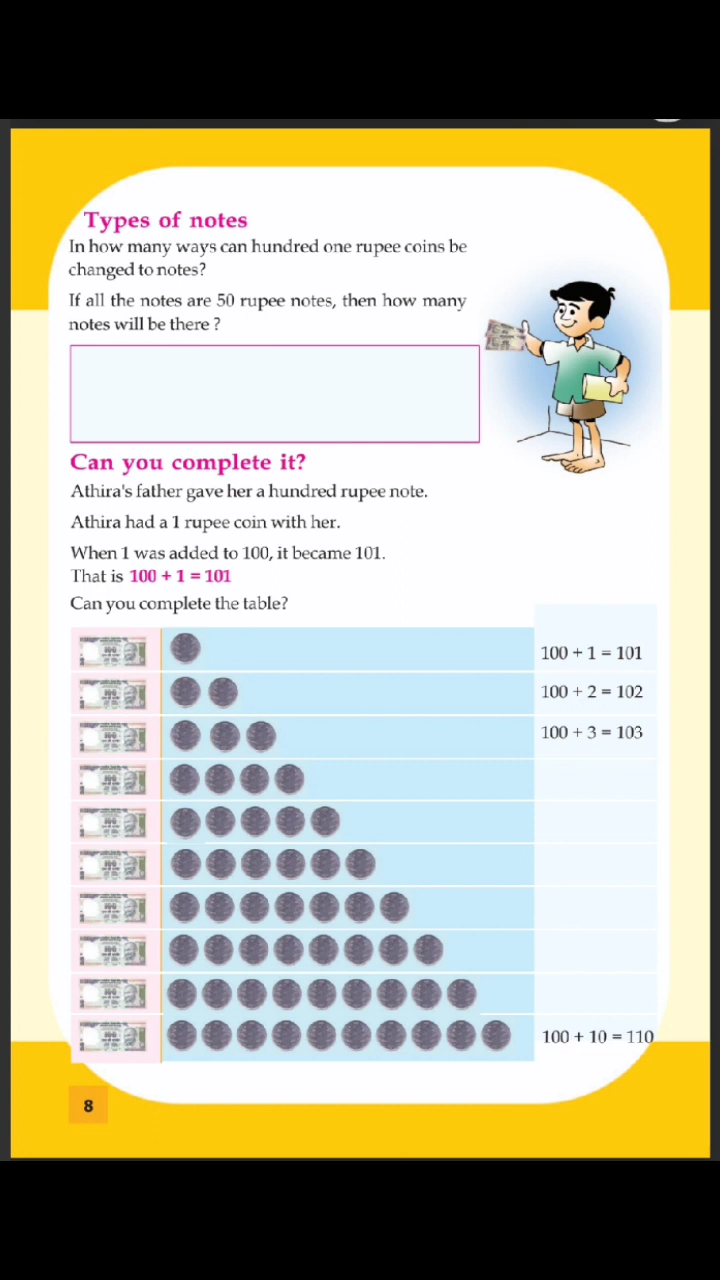 Types of notes
In how many ways can hundred one rupee coins be
changed to notes?
If all the notes are 50 rupee notes, then how many
notes will be there ?
Can you complete it?
Athira's father gave her a hundred rupee note.
Athira had a 1 rupee coin with her.
When 1 was added to 100, it became 101.
That is 100 + 1 = 101
Can you complete the table?
100 + 1 = 101
100 + 2 = 102
100 + 3 = 103
100 + 10 = 110
8